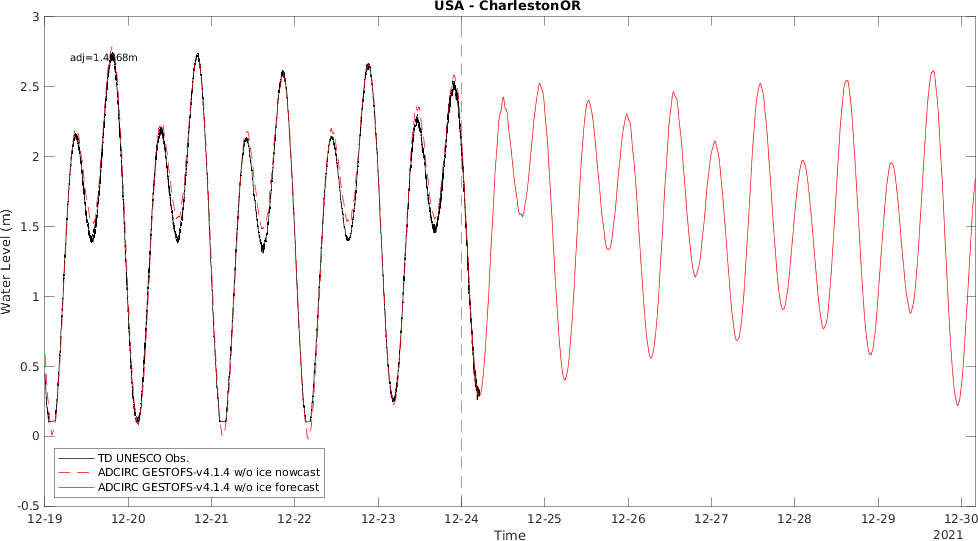 USA - CharlestonOR
3
2.5
2
1.5
1
0.5
0
-0.5
Water Level (m)
TD UNESCO Obs.
ADCIRC GESTOFS-v4.1.4 w/o ice nowcast
ADCIRC GESTOFS-v4.1.4 w/o ice forecast
12-19 12-20 12-21 12-22 12-23 12-24 12-25 12-26 12-27 12-28 12-29 12-30
Time
2021